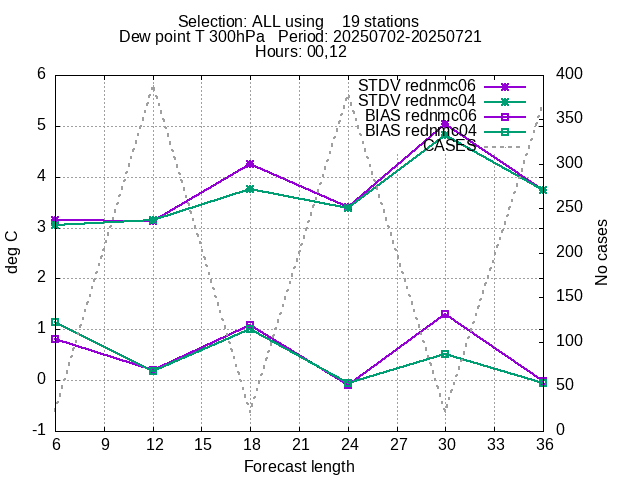 Selection: ALL using    19 stations
Dew point T 300hPa   Period: 20250702-20250721
Hours: 00,12
STDV rednmc06
STDV rednmc04
BIAS rednmc06
BIAS rednmc04
CASES
deg C
6
5
4
3
2
1
0
-1
400
350
300
250
200
150
100
50
0
No cases
6 9 12 15 18 21 24 27 30 33 36
Forecast length